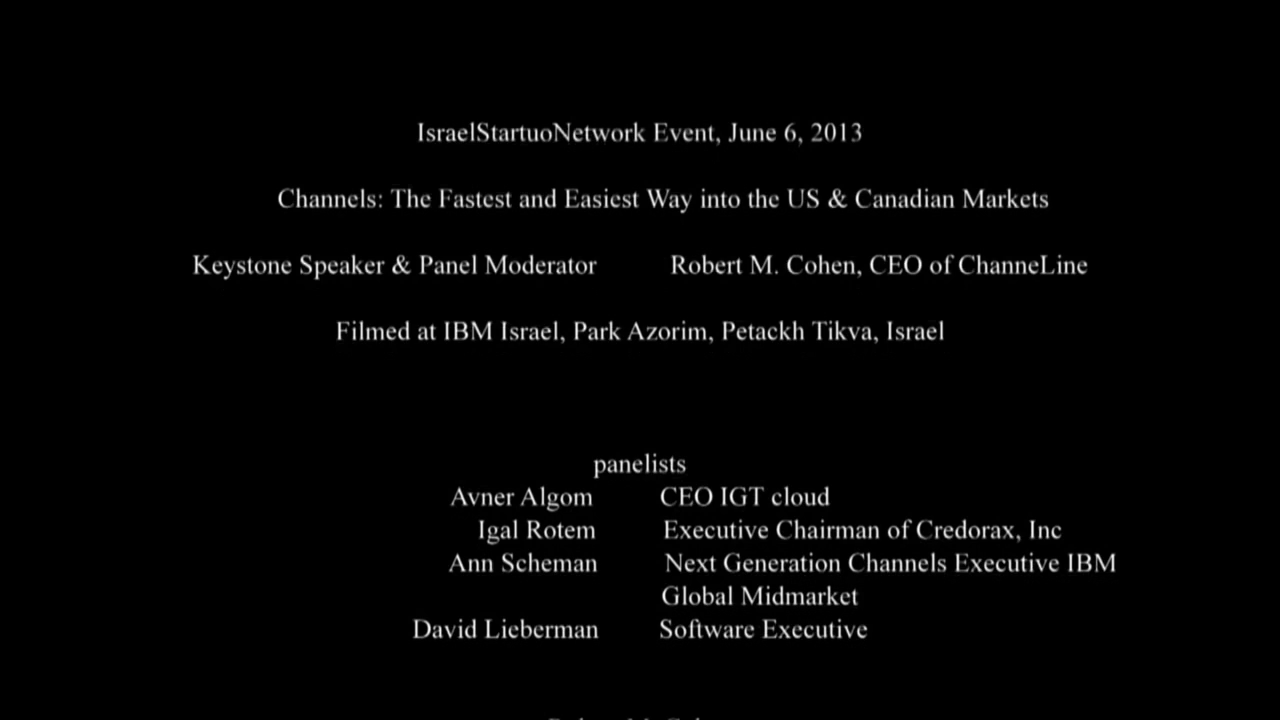 IsraelStartuoNetwork Event, June 6, 2013
Channels: The Fastest and Easiest Way into the US & Canadian Markets
Keystone Speaker & Panel Moderator Robert M. Cohen, CEO of ChanneLine
Filmed at IBM Israel, Park Azorim, Petackh Tikva, Israel
panelists
Avner Algom CEO IGT cloud
Igal Rotem Executive Chairman of Credorax, Inc
Ann Scheman Next Generation Channels Executive IBM
Global Midmarket
David Lieberman Software Executive